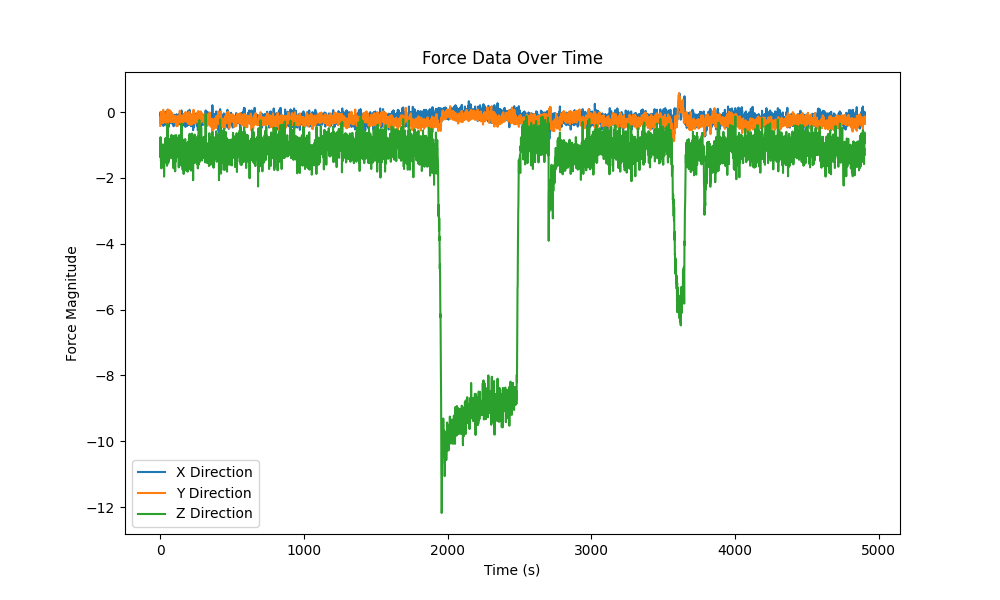 Force Data Over Time
Force Magnitude
0
−2
−4
−6
−8
−10
−12
X Direction
Y Direction
Z Direction
0 1000 2000 3000 4000 5000
Time (s)